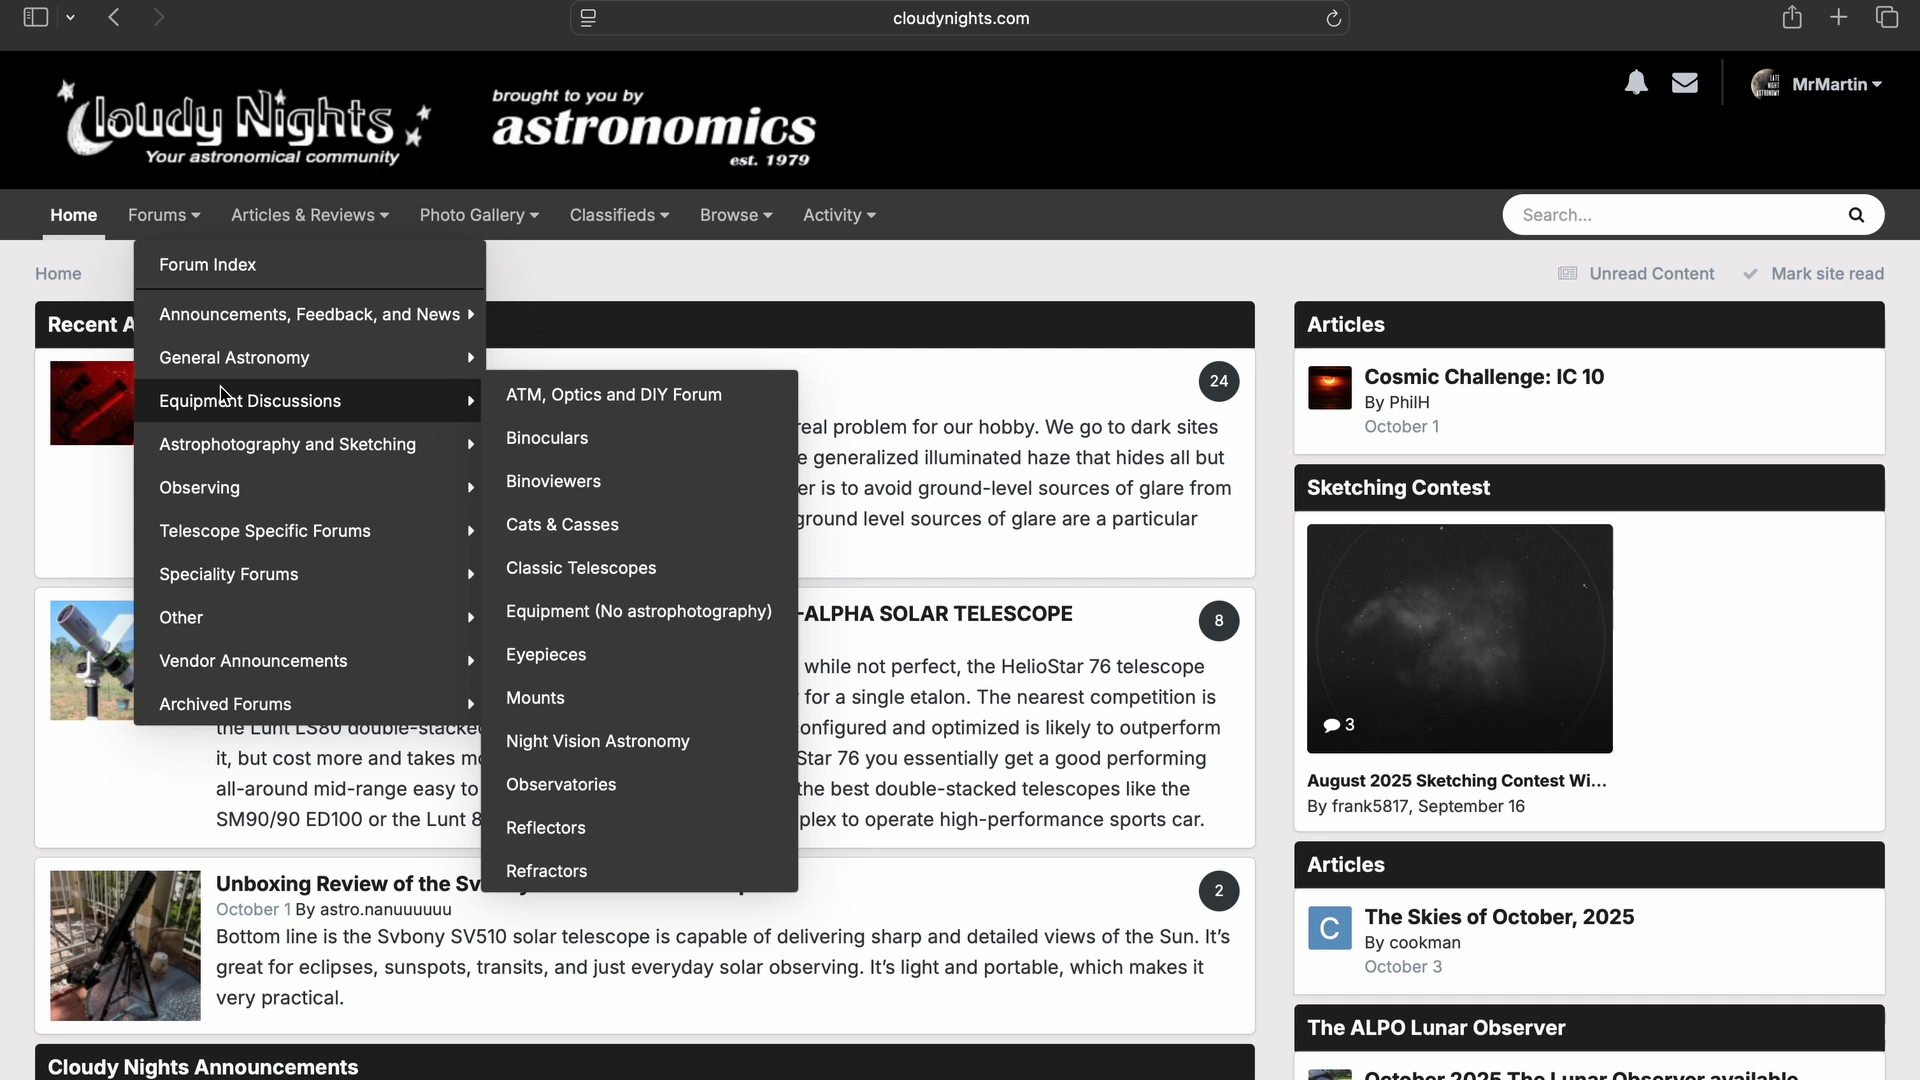 cloudynights.com
Cloudy Nights
Your astronomical community
brought to you by
astronomics
est. 1979
MrMartin
Home
Forums
Articles & Reviews
Photo Gallery
Classifieds
Browse
Activity
Search...
Home
Unread Content
Mark site read
Forum Index
Announcements, Feedback, and News
General Astronomy
Equipment Discussions
Astrophotography and Sketching
Observing
Telescope Specific Forums
Speciality Forums
Other
Vendor Announcements
Archived Forums
ATM, Optics and DIY Forum
Binoculars
Binoviewers
Cats & Casses
Classic Telescopes
Equipment (No astrophotography)
Eyepieces
Mounts
Night Vision Astronomy
Observatories
Reflectors
Refractors
Recent A
24
real problem for our hobby. We go to dark sites
e generalized illuminated haze that hides all but
er is to avoid ground-level sources of glare from
ground level sources of glare are a particular
-ALPHA SOLAR TELESCOPE
8
while not perfect, the HelioStar 76 telescope
for a single etalon. The nearest competition is
the Lunt LS80 double-stacke onfigured and optimized is likely to outperform
it, but cost more and takes m Star 76 you essentially get a good performing
all-around mid-range easy to the best double-stacked telescopes like the
SM90/90 ED100 or the Lunt 8 plex to operate high-performance sports car.
Unboxing Review of the Sv
2
October 1 By astro.nanuuuuuu
Bottom line is the Svbony SV510 solar telescope is capable of delivering sharp and detailed views of the Sun. It's
great for eclipses, sunspots, transits, and just everyday solar observing. It's light and portable, which makes it
very practical.
Cloudy Nights Announcements
Articles
Cosmic Challenge: IC 10
By PhilH
October 1
Sketching Contest
3
August 2025 Sketching Contest Wi...
By frank5817, September 16
Articles
C
The Skies of October, 2025
By cookman
October 3
The ALPO Lunar Observer
October 2025 The Lunar Observer available